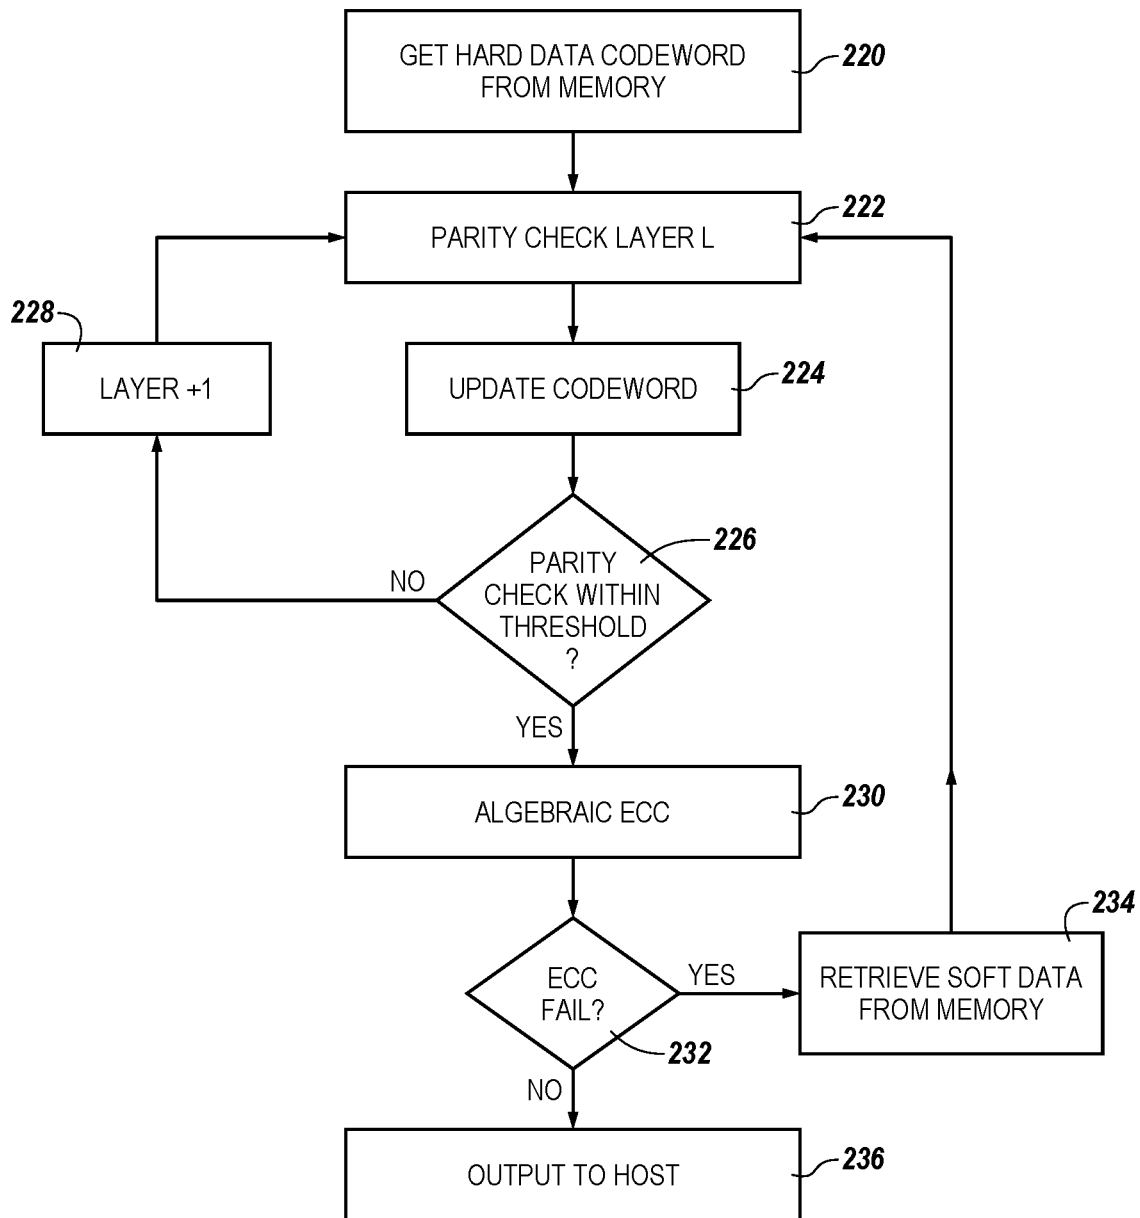 GET HARD DATA CODEWORD
FROM MEMORY
220
PARITY CHECK LAYER L
222
228
LAYER +1
UPDATE CODEWORD
224
226
PARITY
CHECK WITHIN
THRESHOLD
?
NO
YES
ALGEBRAIC ECC
230
234
ECC
FAIL?
YES
RETRIEVE SOFT DATA
FROM MEMORY
232
NO
OUTPUT TO HOST
236